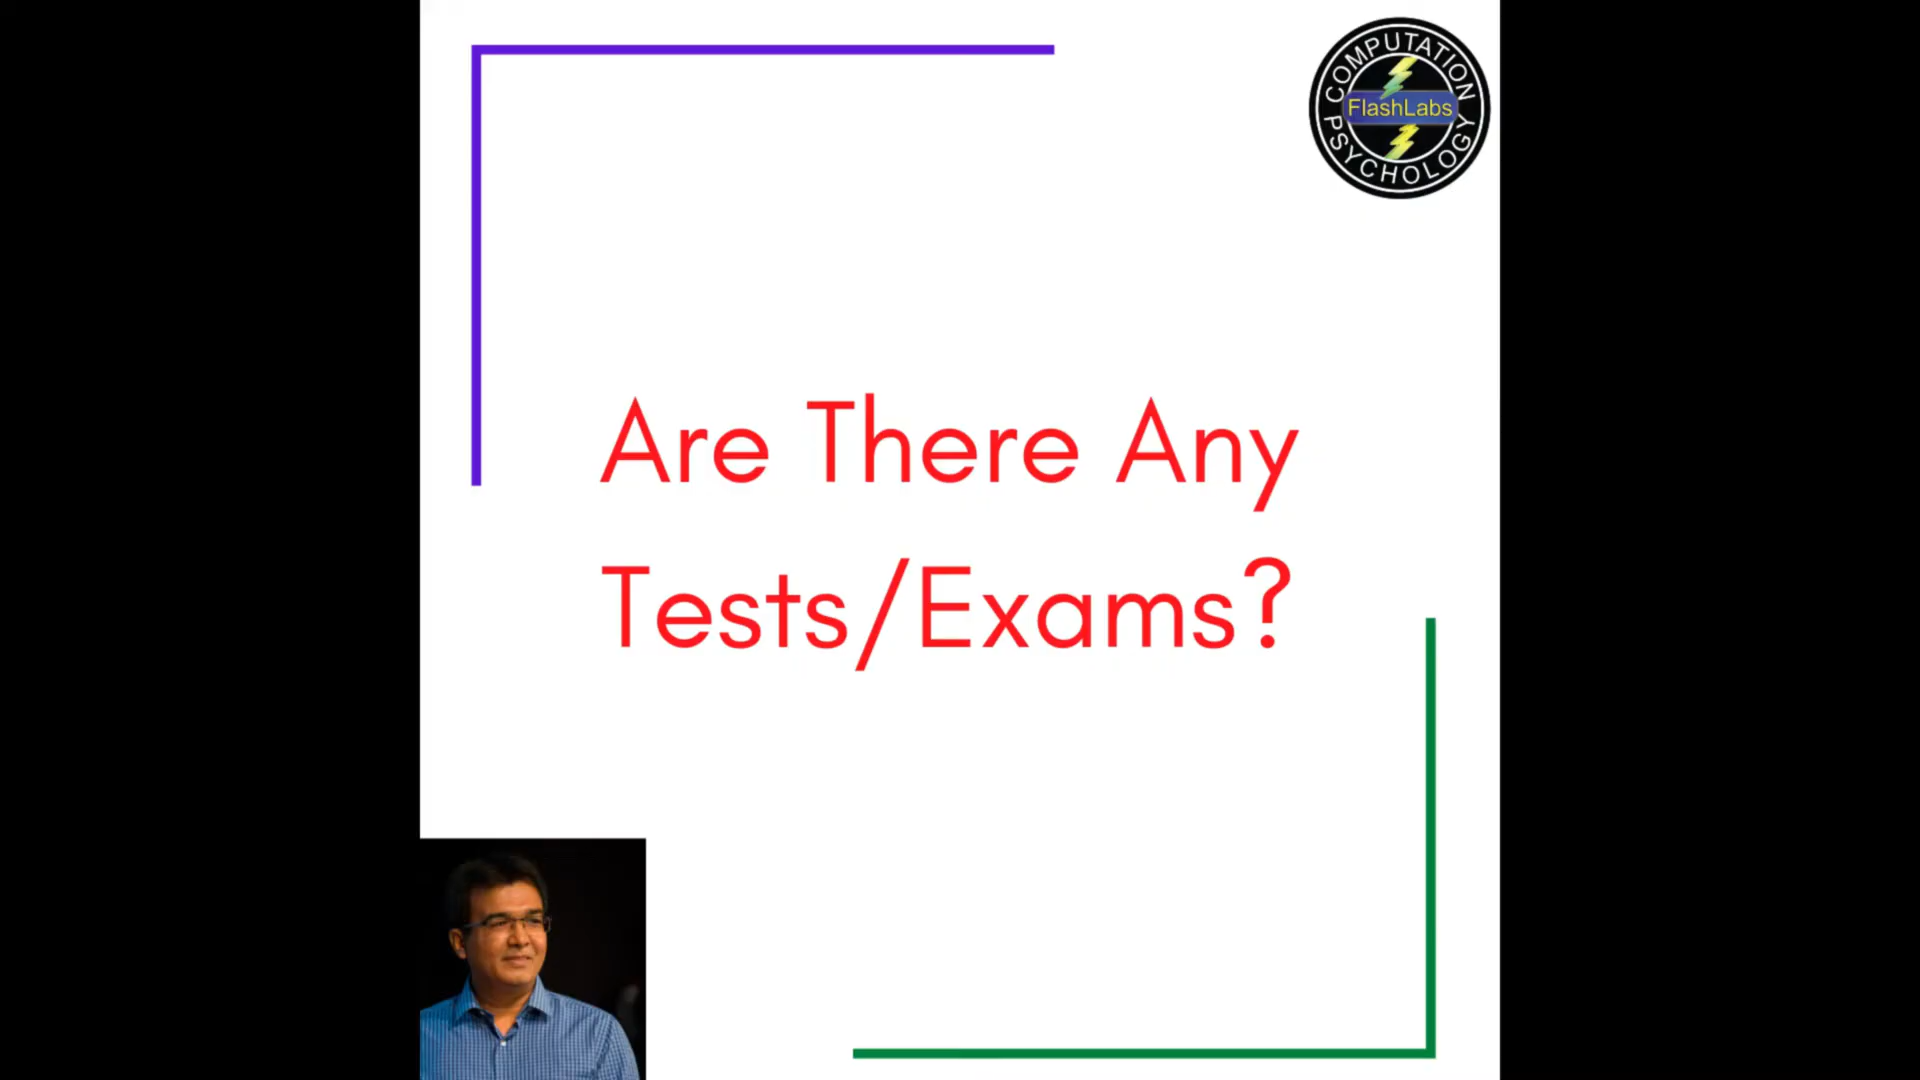 COMPUTATION
FlashLabs
PSYCHOLOGY
Are There Any
Tests/Exams?